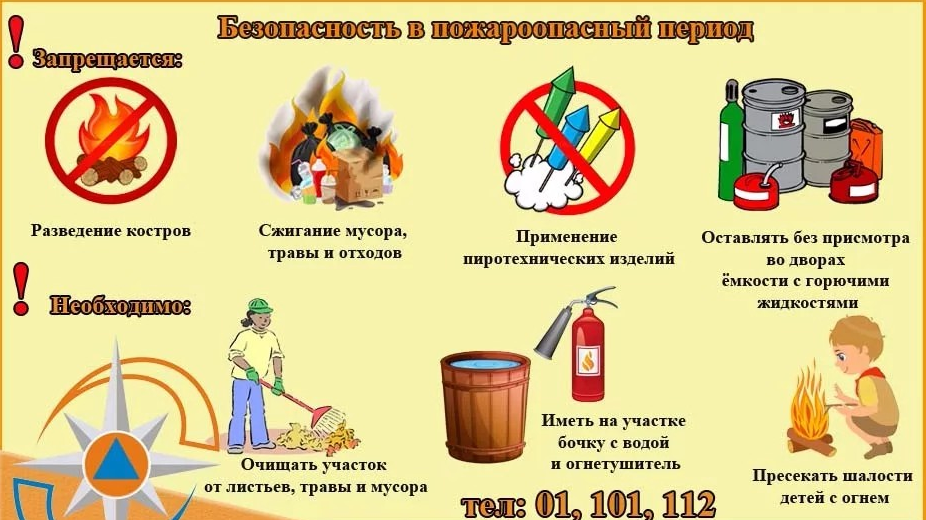 Безопасность в пожароопасный период
Запрещается:
Разведение костров
Сжигание мусора,
травы и отходов
Применение
пиротехнических изделий
Оставлять без присмотра
во дворах
ёмкости с горючими
жидкостями
Необходимо:
Очищать участок
от листьев, травы и мусора
Иметь на участке
бочку с водой
и огнетушитель
Пресекать шалости
детей с огнем
тел: 01, 101, 112